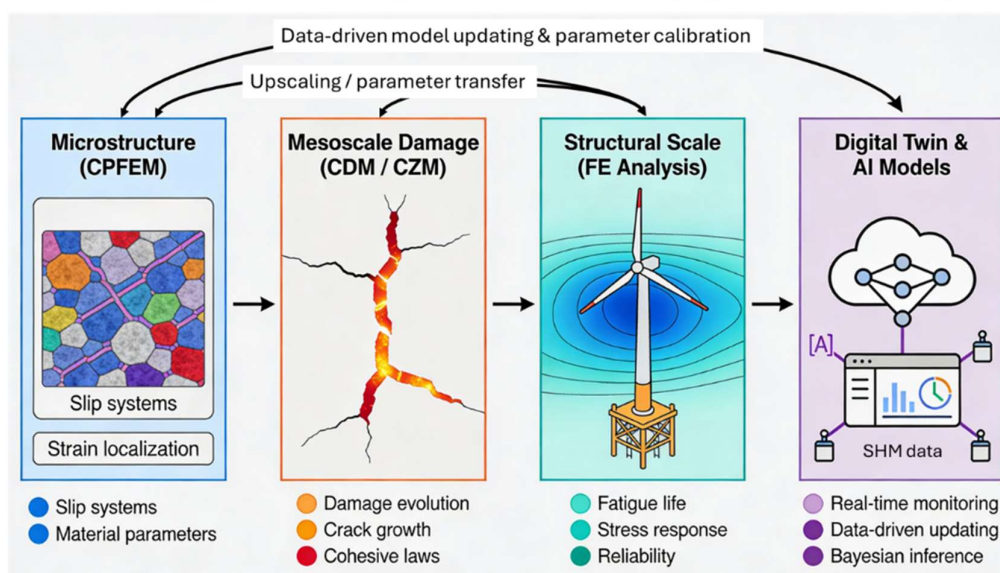 Data-driven model updating & parameter calibration
Upscaling / parameter transfer
Microstructure
(CPFEM)
Slip systems
Strain localization
Slip systems
Material parameters
Mesoscale Damage
(CDM / CZM)
Damage evolution
Crack growth
Cohesive laws
Structural Scale
(FE Analysis)
Fatigue life
Stress response
Reliability
Digital Twin &
AI Models
[A]
SHM data
Real-time monitoring
Data-driven updating
Bayesian inference